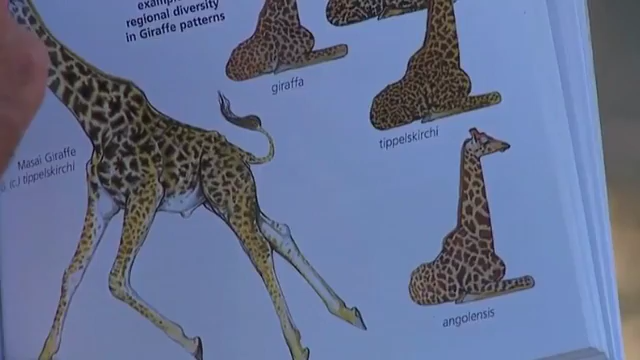 regional diversity
in Giraffe patterns
giraffa
tippelskirchi
Masai Giraffe
(c.) tippelskirchi
angolensis